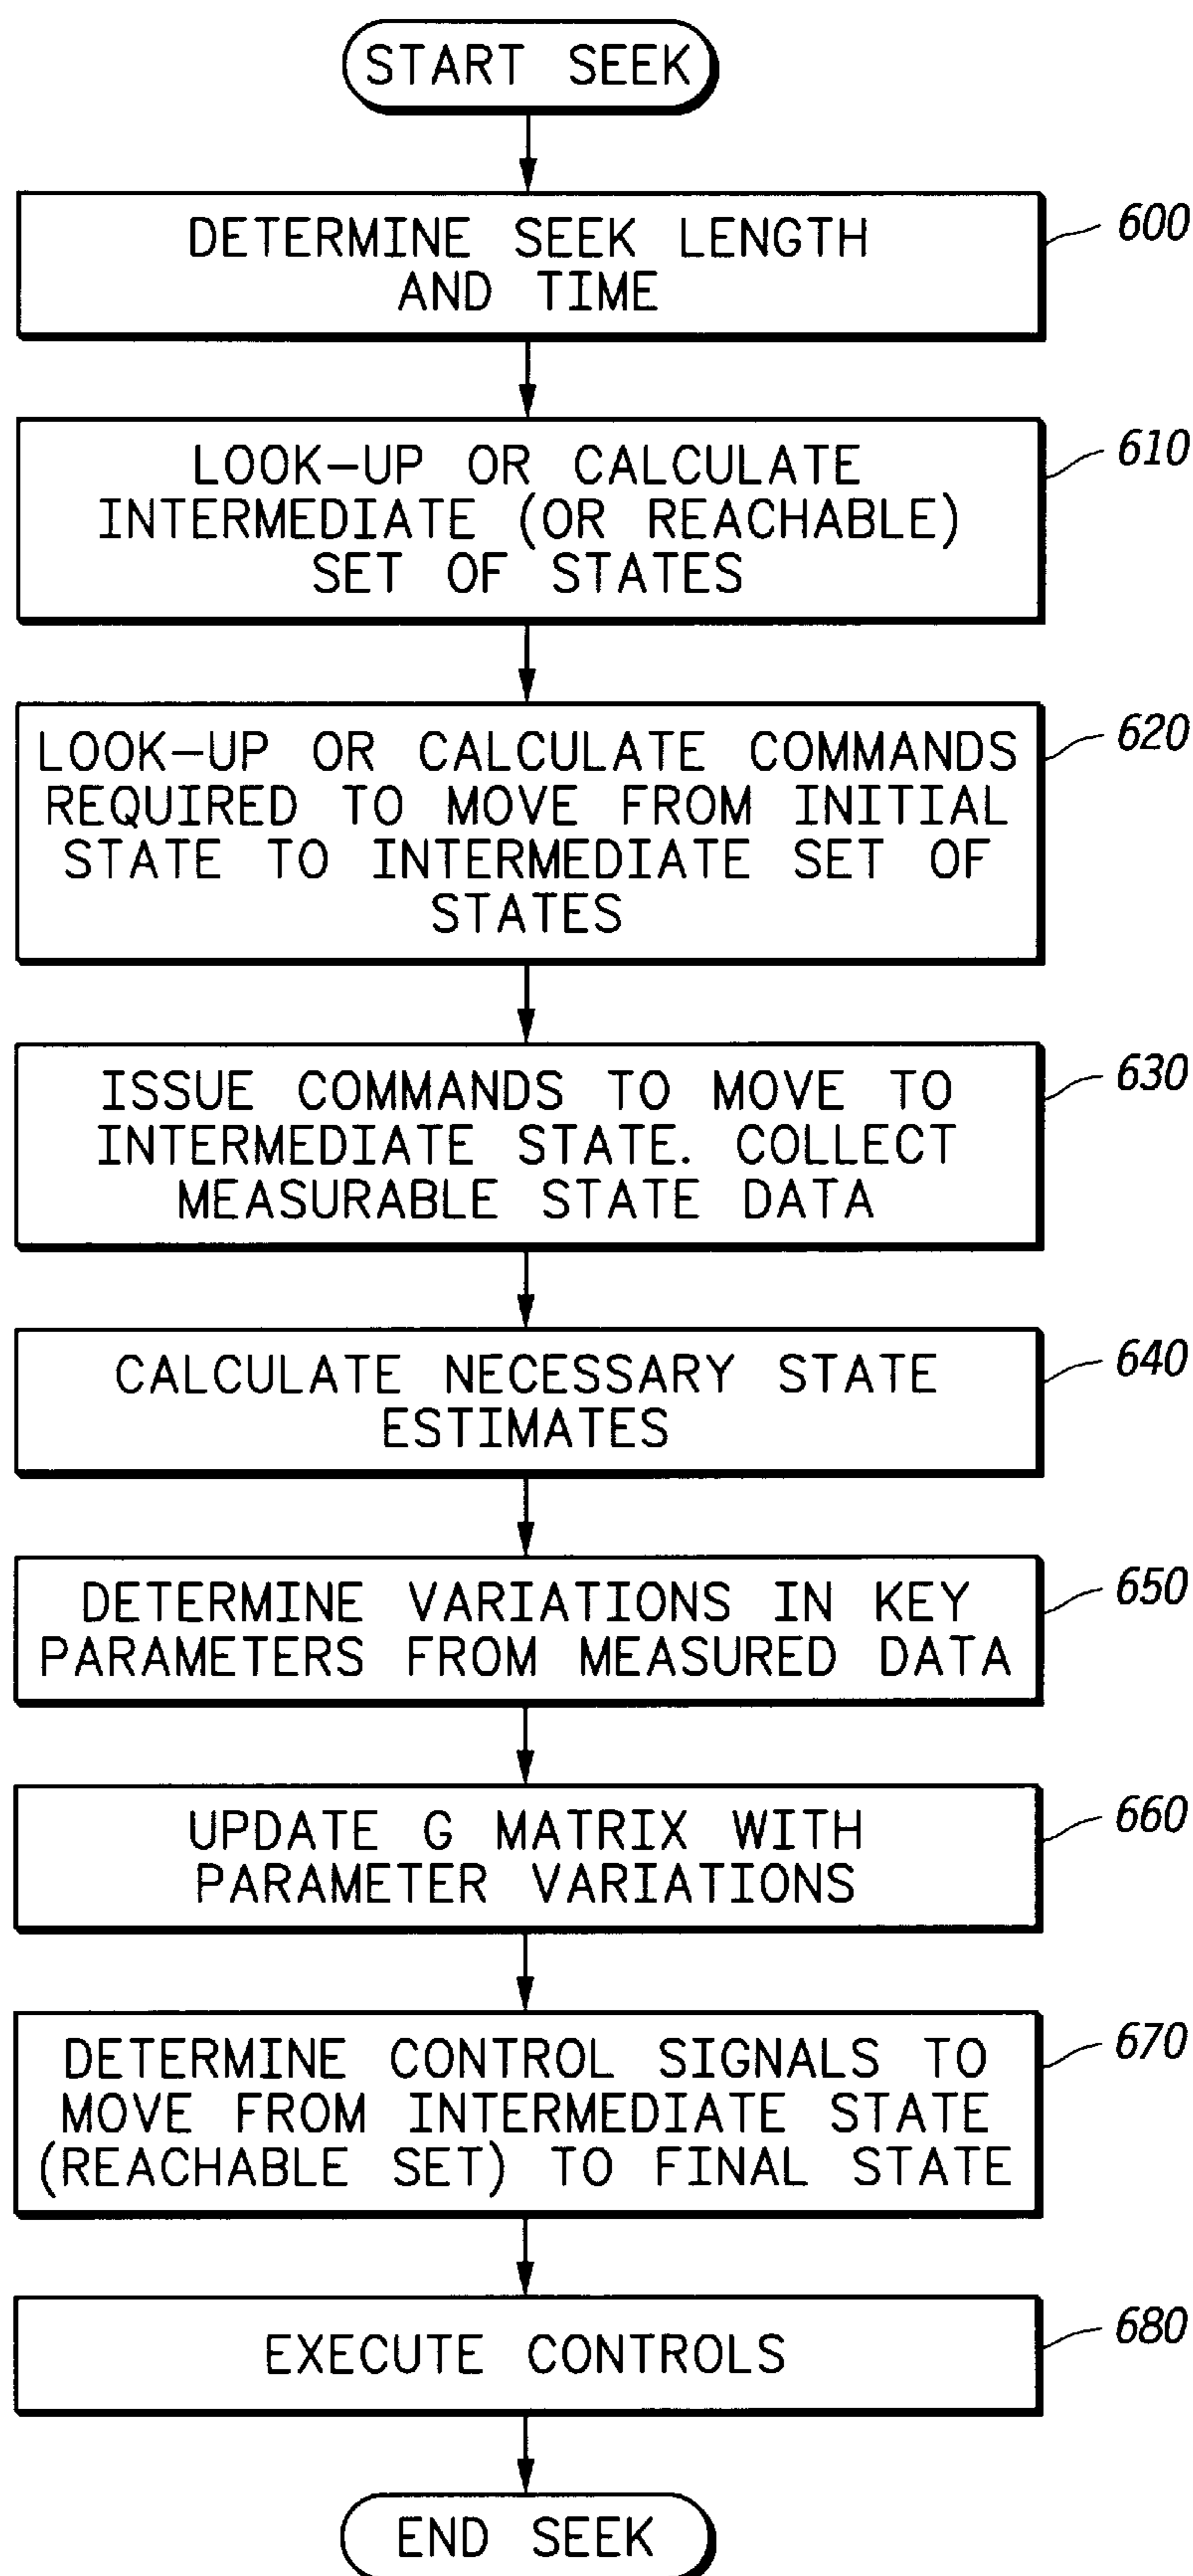 START SEEK
DETERMINE SEEK LENGTH
AND TIME
600
LOOK-UP OR CALCULATE
INTERMEDIATE (OR REACHABLE)
SET OF STATES
610
LOOK-UP OR CALCULATE COMMANDS
REQUIRED TO MOVE FROM INITIAL
STATE TO INTERMEDIATE SET OF
STATES
620
ISSUE COMMANDS TO MOVE TO
INTERMEDIATE STATE. COLLECT
MEASURABLE STATE DATA
630
CALCULATE NECESSARY STATE
ESTIMATES
640
DETERMINE VARIATIONS IN KEY
PARAMETERS FROM MEASURED DATA
650
UPDATE G MATRIX WITH
PARAMETER VARIATIONS
660
DETERMINE CONTROL SIGNALS TO
MOVE FROM INTERMEDIATE STATE
(REACHABLE SET) TO FINAL STATE
670
EXECUTE CONTROLS
680
END SEEK